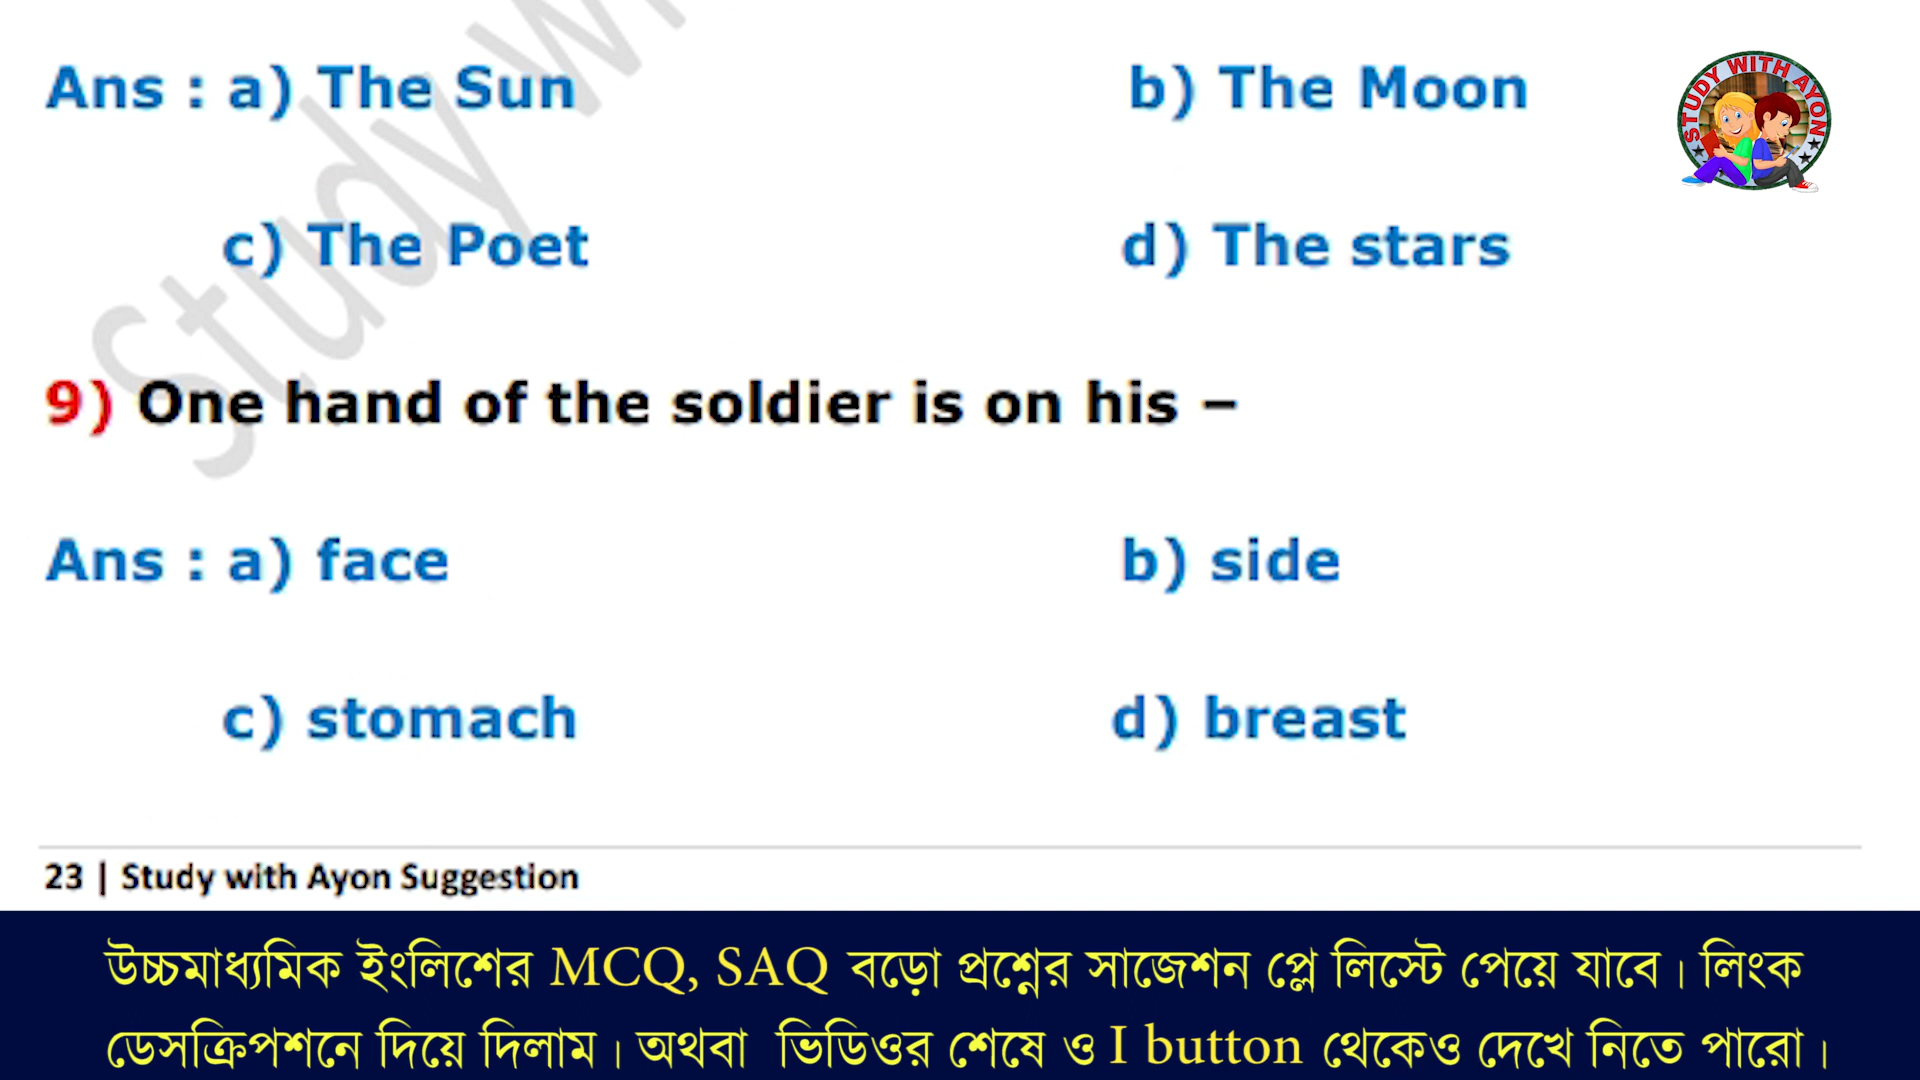 Study Wi
STUDY WITH AYON
Ans : a) The Sun b) The Moon
c) The Poet d) The stars
9) One hand of the soldier is on his –
Ans : a) face b) side
c) stomach d) breast
23 | Study with Ayon Suggestion
উচ্চমাধ্যমিক ইংলিশের MCQ, SAQ বড়ো প্রশ্নের সাজেশন প্লে লিস্টে পেয়ে যাবে। লিংক
ডেসক্রিপশনে দিয়ে দিলাম। অথবা ভিডিওর শেষে ও I button থেকেও দেখে নিতে পারো।